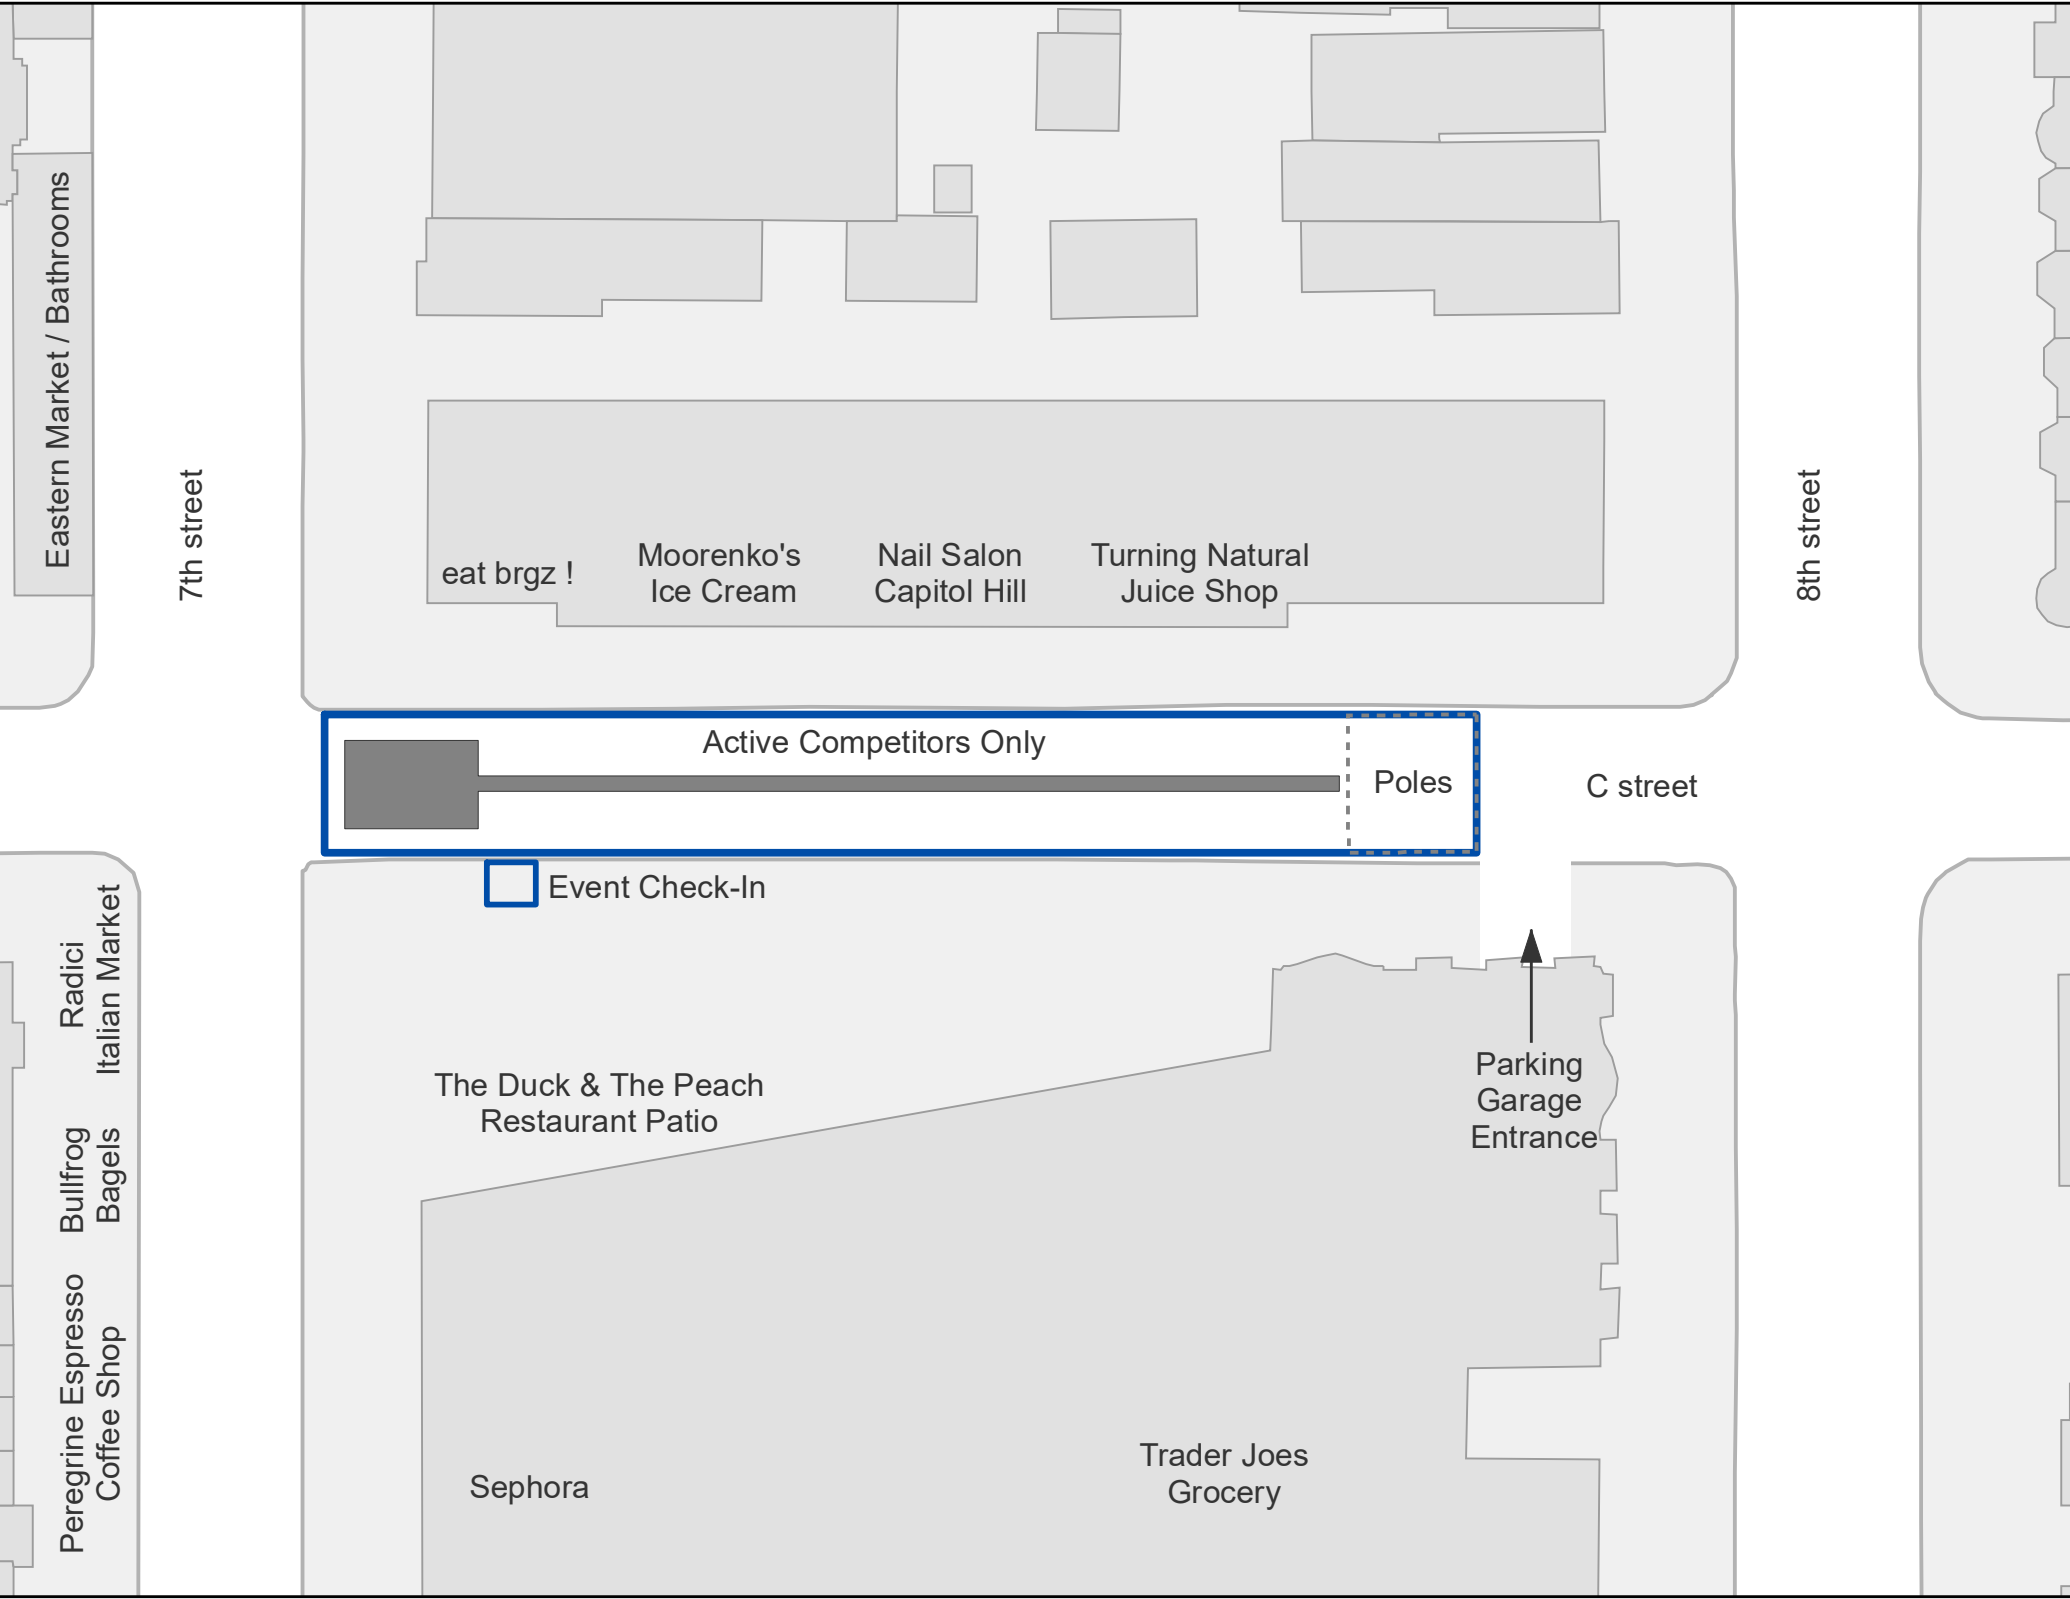 Eastern Market / Bathrooms
7th street
eat brgz !
Moorenko's
Ice Cream
Nail Salon
Capitol Hill
Turning Natural
Juice Shop
8th street
Active Competitors Only
Poles
C street
Event Check-In
Radici
Italian Market
Bullfrog
Bagels
Peregrine Espresso
Coffee Shop
The Duck & The Peach
Restaurant Patio
Parking
Garage
Entrance
Sephora
Trader Joes
Grocery